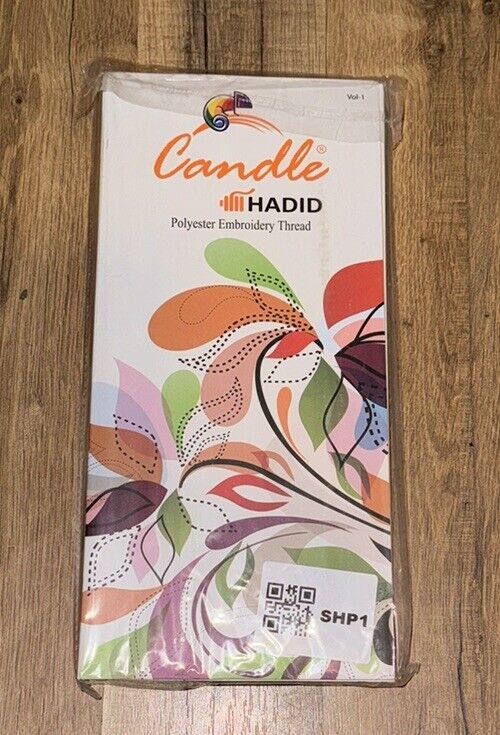 Vol-1
Candle®
HADID
Polyester Embroidery Thread
SHP1